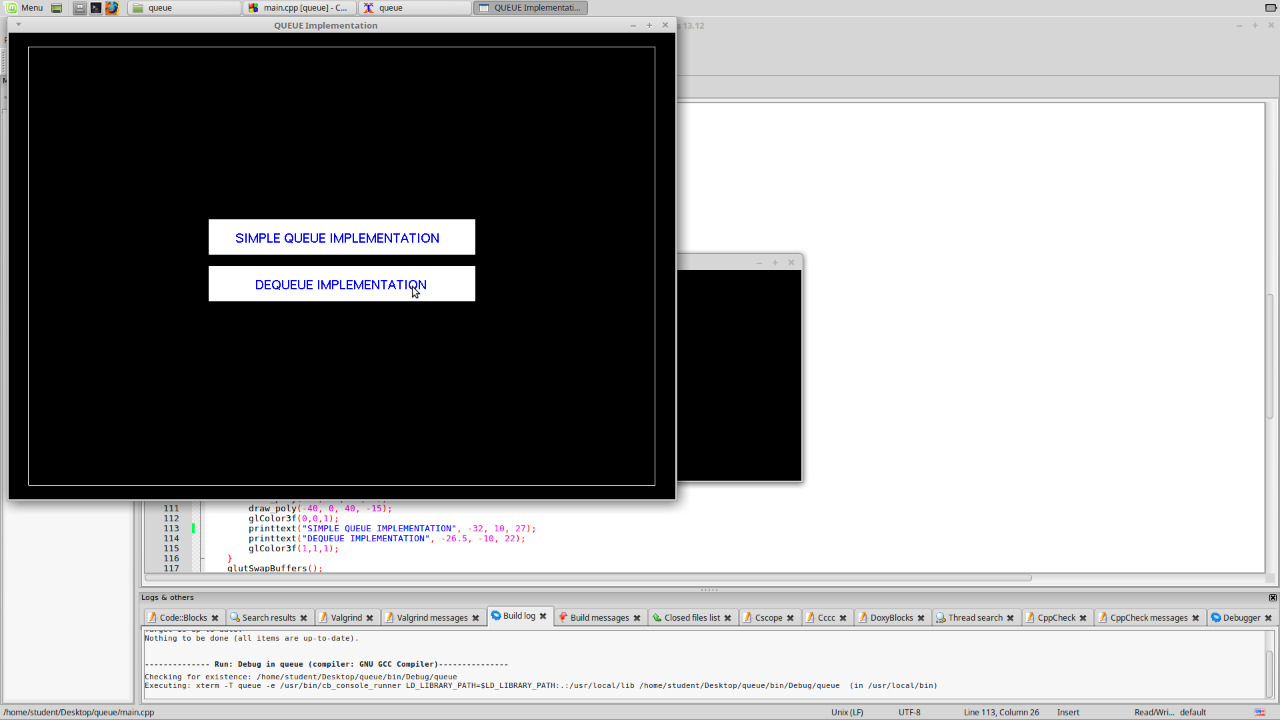 Menu
queue
main.cpp [queue] - C...
queue
QUEUE Implementati...
QUEUE Implementation
13.12
SIMPLE QUEUE IMPLEMENTATION
DEQUEUE IMPLEMENTATION
111 draw_poly(-40, 0, 40, -15);
112 glColor3f(0,0,1);
113 printtext("SIMPLE QUEUE IMPLEMENTATION", -32, 10, 27);
114 printtext("DEQUEUE IMPLEMENTATION", -26.5, -10, 22);
115 glColor3f(1,1,1);
116 }
117 glutSwapBuffers();
Logs & others
Code::Blocks
Search results
Valgrind
Valgrind messages
Build log
Build messages
Closed files list
Cscope
Cccc
DoxyBlocks
Thread search
CppCheck
CppCheck messages
Debugger
Nothing to be done (all items are up-to-date).
-------------- Run: Debug in queue (compiler: GNU GCC Compiler)---------------
Checking for existence: /home/student/Desktop/queue/bin/Debug/queue
Executing: xterm -T queue -e /usr/bin/cb_console_runner LD_LIBRARY_PATH=$LD_LIBRARY_PATH:.:/usr/local/lib /home/student/Desktop/queue/bin/Debug/queue (in /usr/local/bin)
/home/student/Desktop/queue/main.cpp
Unix (LF)
UTF-8
Line 113, Column 26
Insert
Read/Wri...
default